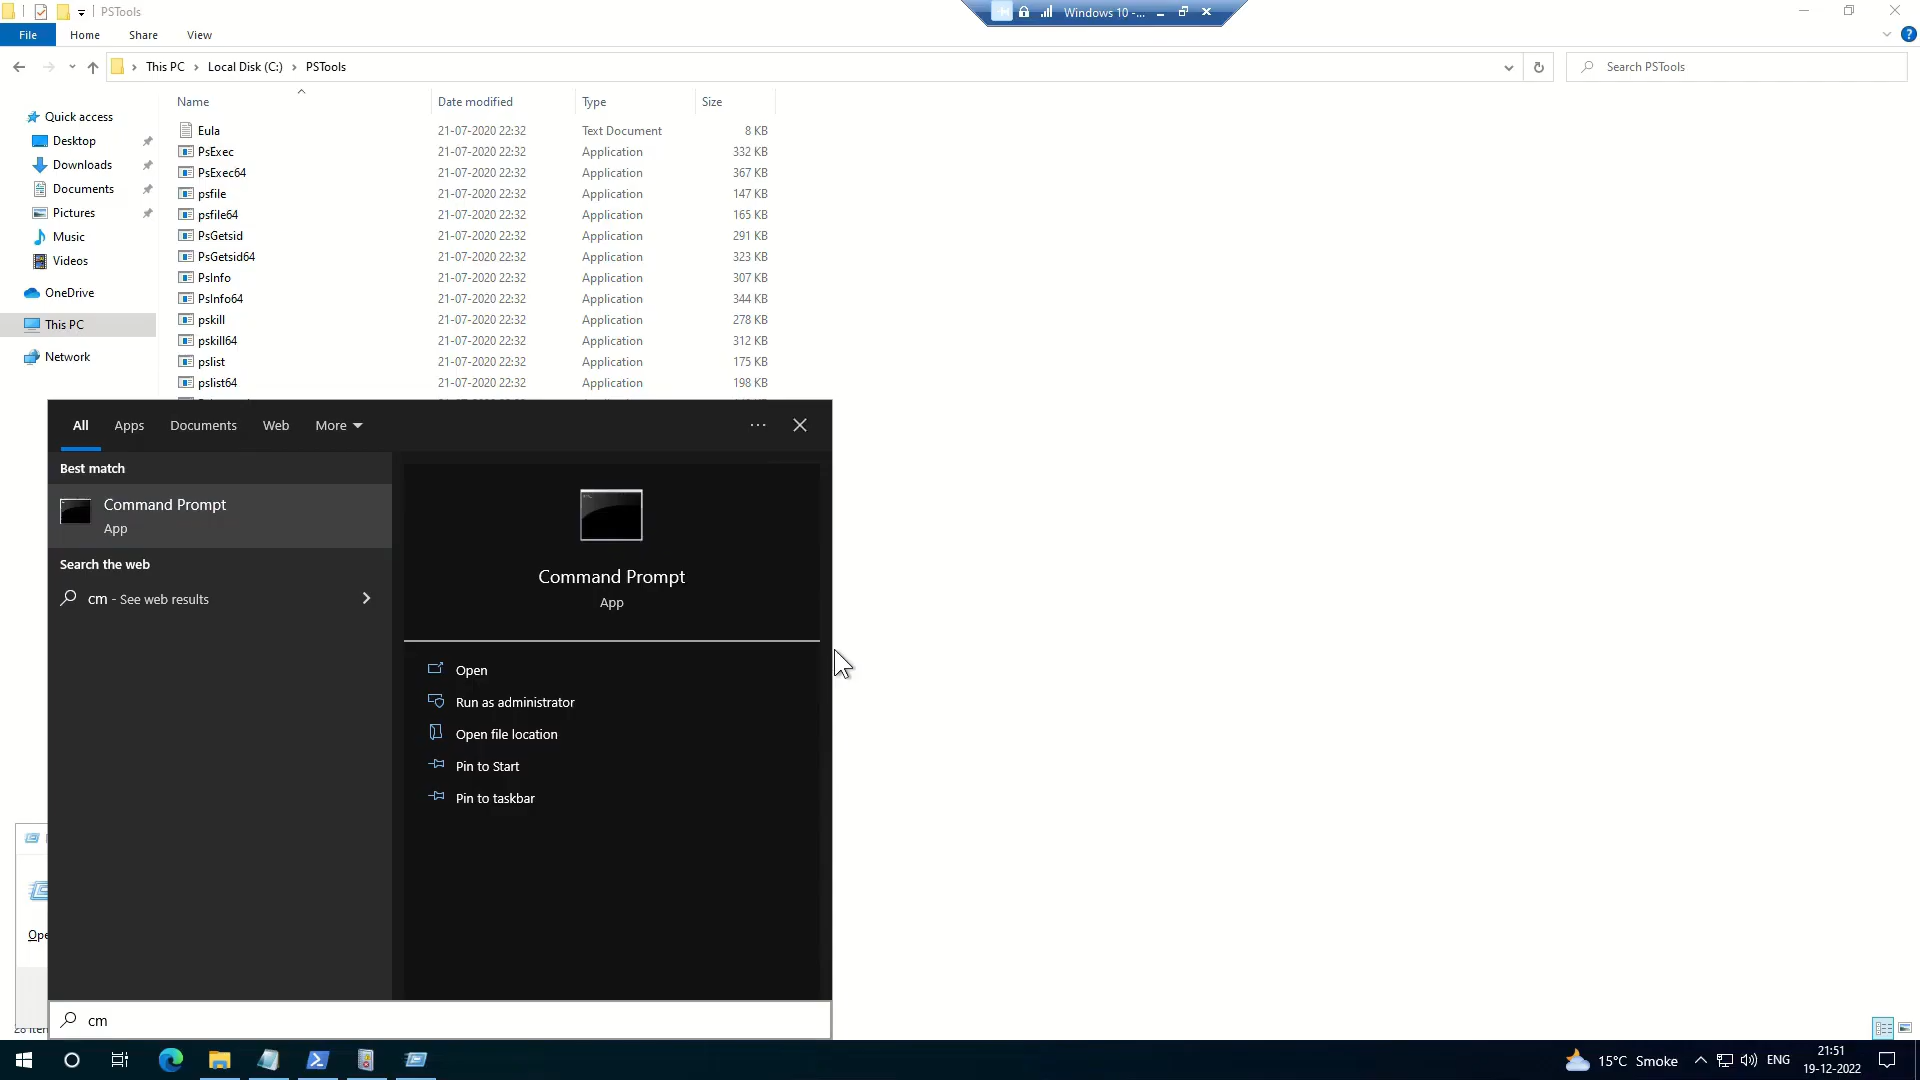 PSTools
Windows 10 -...
File Home Share View
This PC > Local Disk (C:) > PSTools
Search PSTools
Name Date modified Type Size
Quick access
Desktop
Downloads
Documents
Pictures
Music
Videos
OneDrive
This PC
Network
Eula 21-07-2020 22:32 Text Document 8 KB
PsExec 21-07-2020 22:32 Application 332 KB
PsExec64 21-07-2020 22:32 Application 367 KB
psfile 21-07-2020 22:32 Application 147 KB
psfile64 21-07-2020 22:32 Application 165 KB
PsGetsid 21-07-2020 22:32 Application 291 KB
PsGetsid64 21-07-2020 22:32 Application 323 KB
PsInfo 21-07-2020 22:32 Application 307 KB
PsInfo64 21-07-2020 22:32 Application 344 KB
pskill 21-07-2020 22:32 Application 278 KB
pskill64 21-07-2020 22:32 Application 312 KB
pslist 21-07-2020 22:32 Application 175 KB
pslist64 21-07-2020 22:32 Application 198 KB
All Apps Documents Web More
Best match
Command Prompt
App
Search the web
cm - See web results
Command Prompt
App
Open
Run as administrator
Open file location
Pin to Start
Pin to taskbar
Ope
cm
15°C Smoke
ENG
21:51
19-12-2022